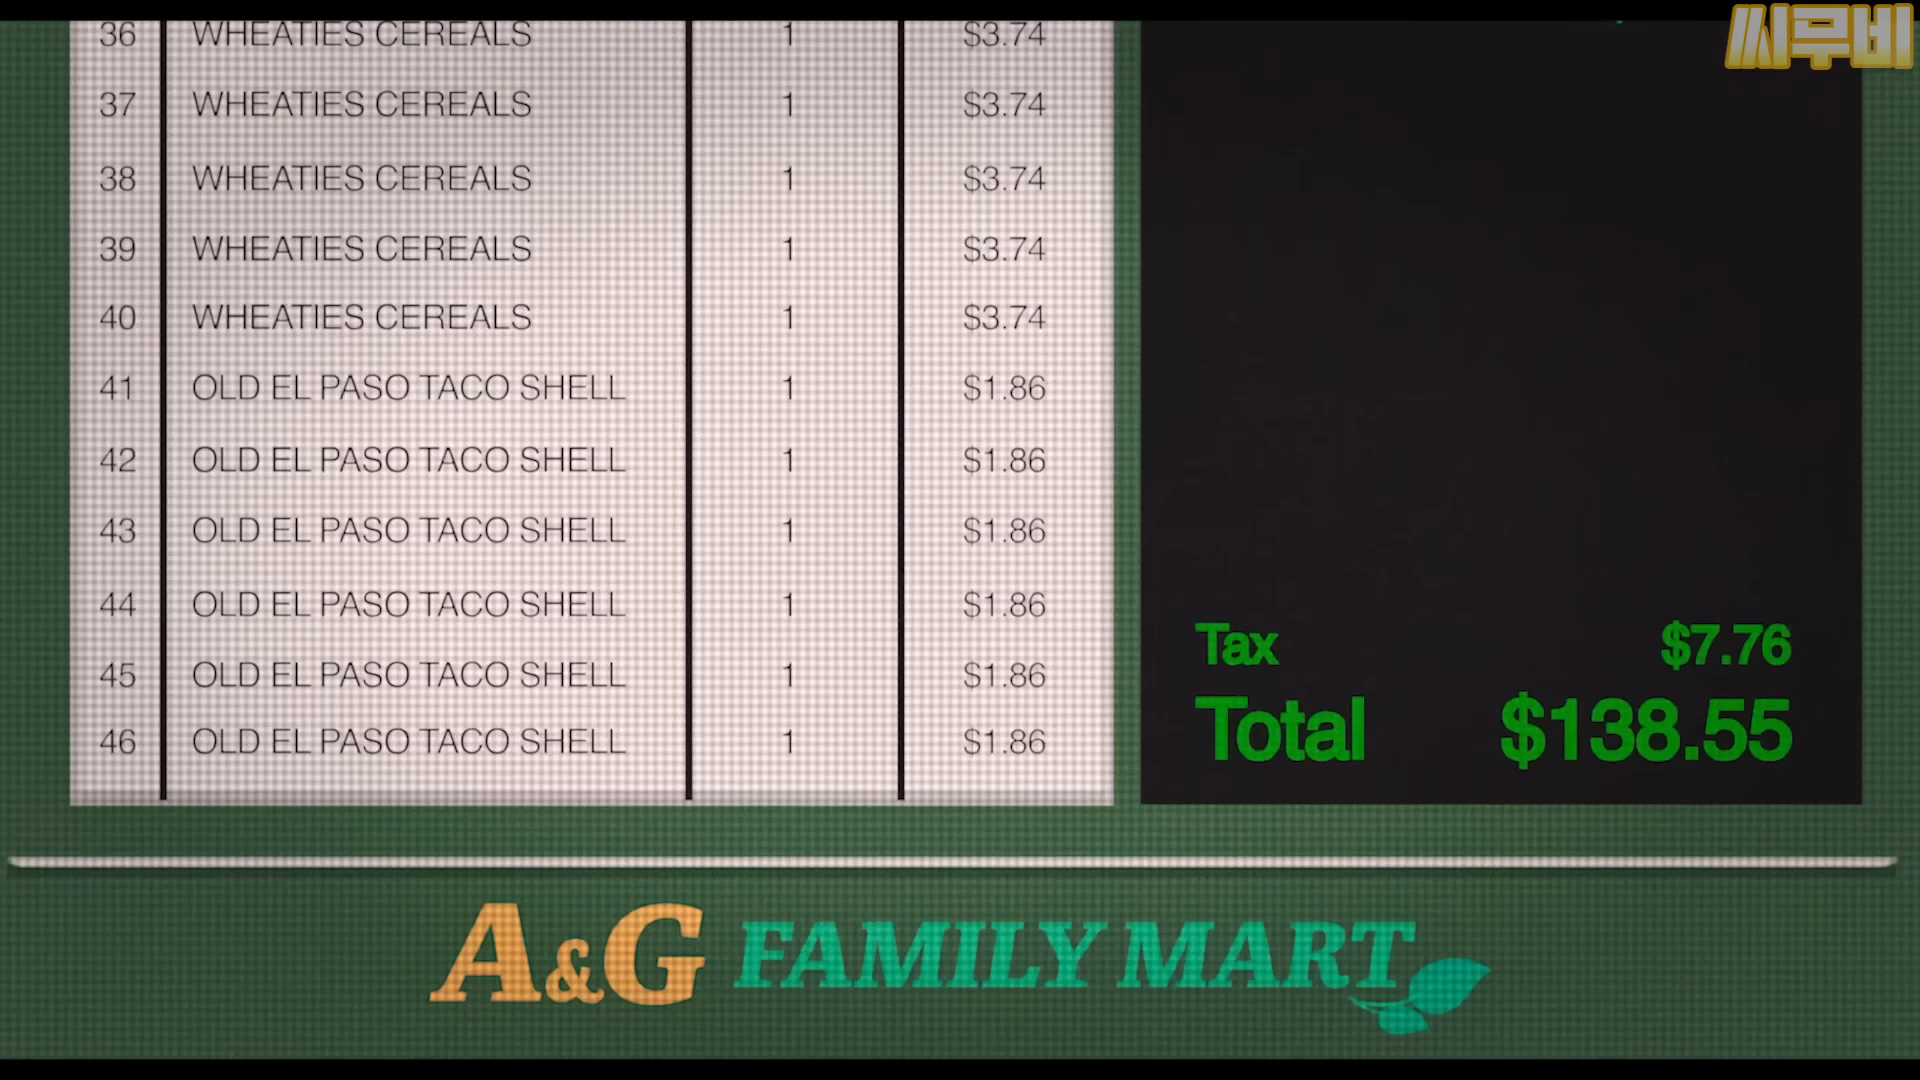 씨무비
36 WHEATIES CEREALS 1 $3.74
37 WHEATIES CEREALS 1 $3.74
38 WHEATIES CEREALS 1 $3.74
39 WHEATIES CEREALS 1 $3.74
40 WHEATIES CEREALS 1 $3.74
41 OLD EL PASO TACO SHELL 1 $1.86
42 OLD EL PASO TACO SHELL 1 $1.86
43 OLD EL PASO TACO SHELL 1 $1.86
44 OLD EL PASO TACO SHELL 1 $1.86
45 OLD EL PASO TACO SHELL 1 $1.86
46 OLD EL PASO TACO SHELL 1 $1.86
Tax $7.76
Total $138.55
A&G FAMILY MART